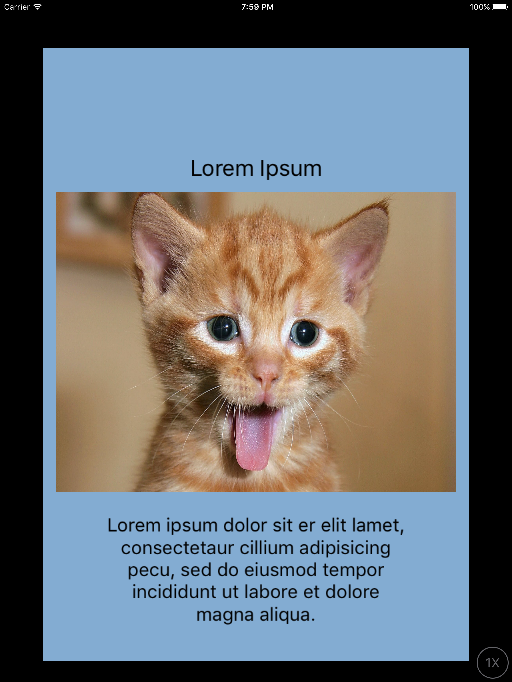 Carrier 7:59 PM 100%
Lorem Ipsum
Lorem ipsum dolor sit er elit lamet,
consectetaur cillium adipisicing
pecu, sed do eiusmod tempor
incididunt ut labore et dolore
magna aliqua.
1X